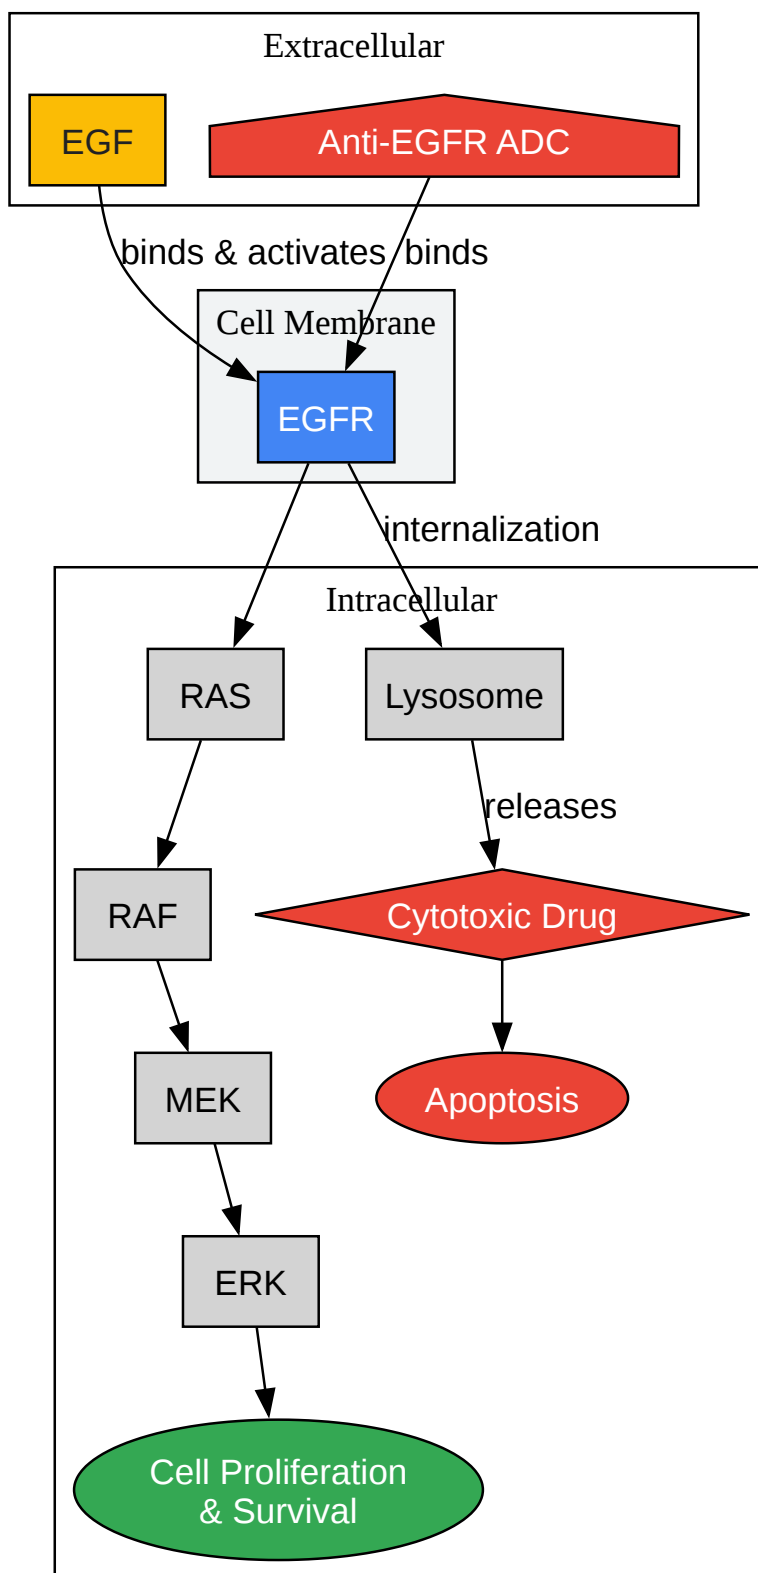 Extracellular
EGF
Anti-EGFR ADC
binds & activates
binds
Cell Membrane
EGFR
internalization
Intracellular
RAS
Lysosome
releases
RAF
Cytotoxic Drug
MEK
Apoptosis
ERK
Cell Proliferation
& Survival